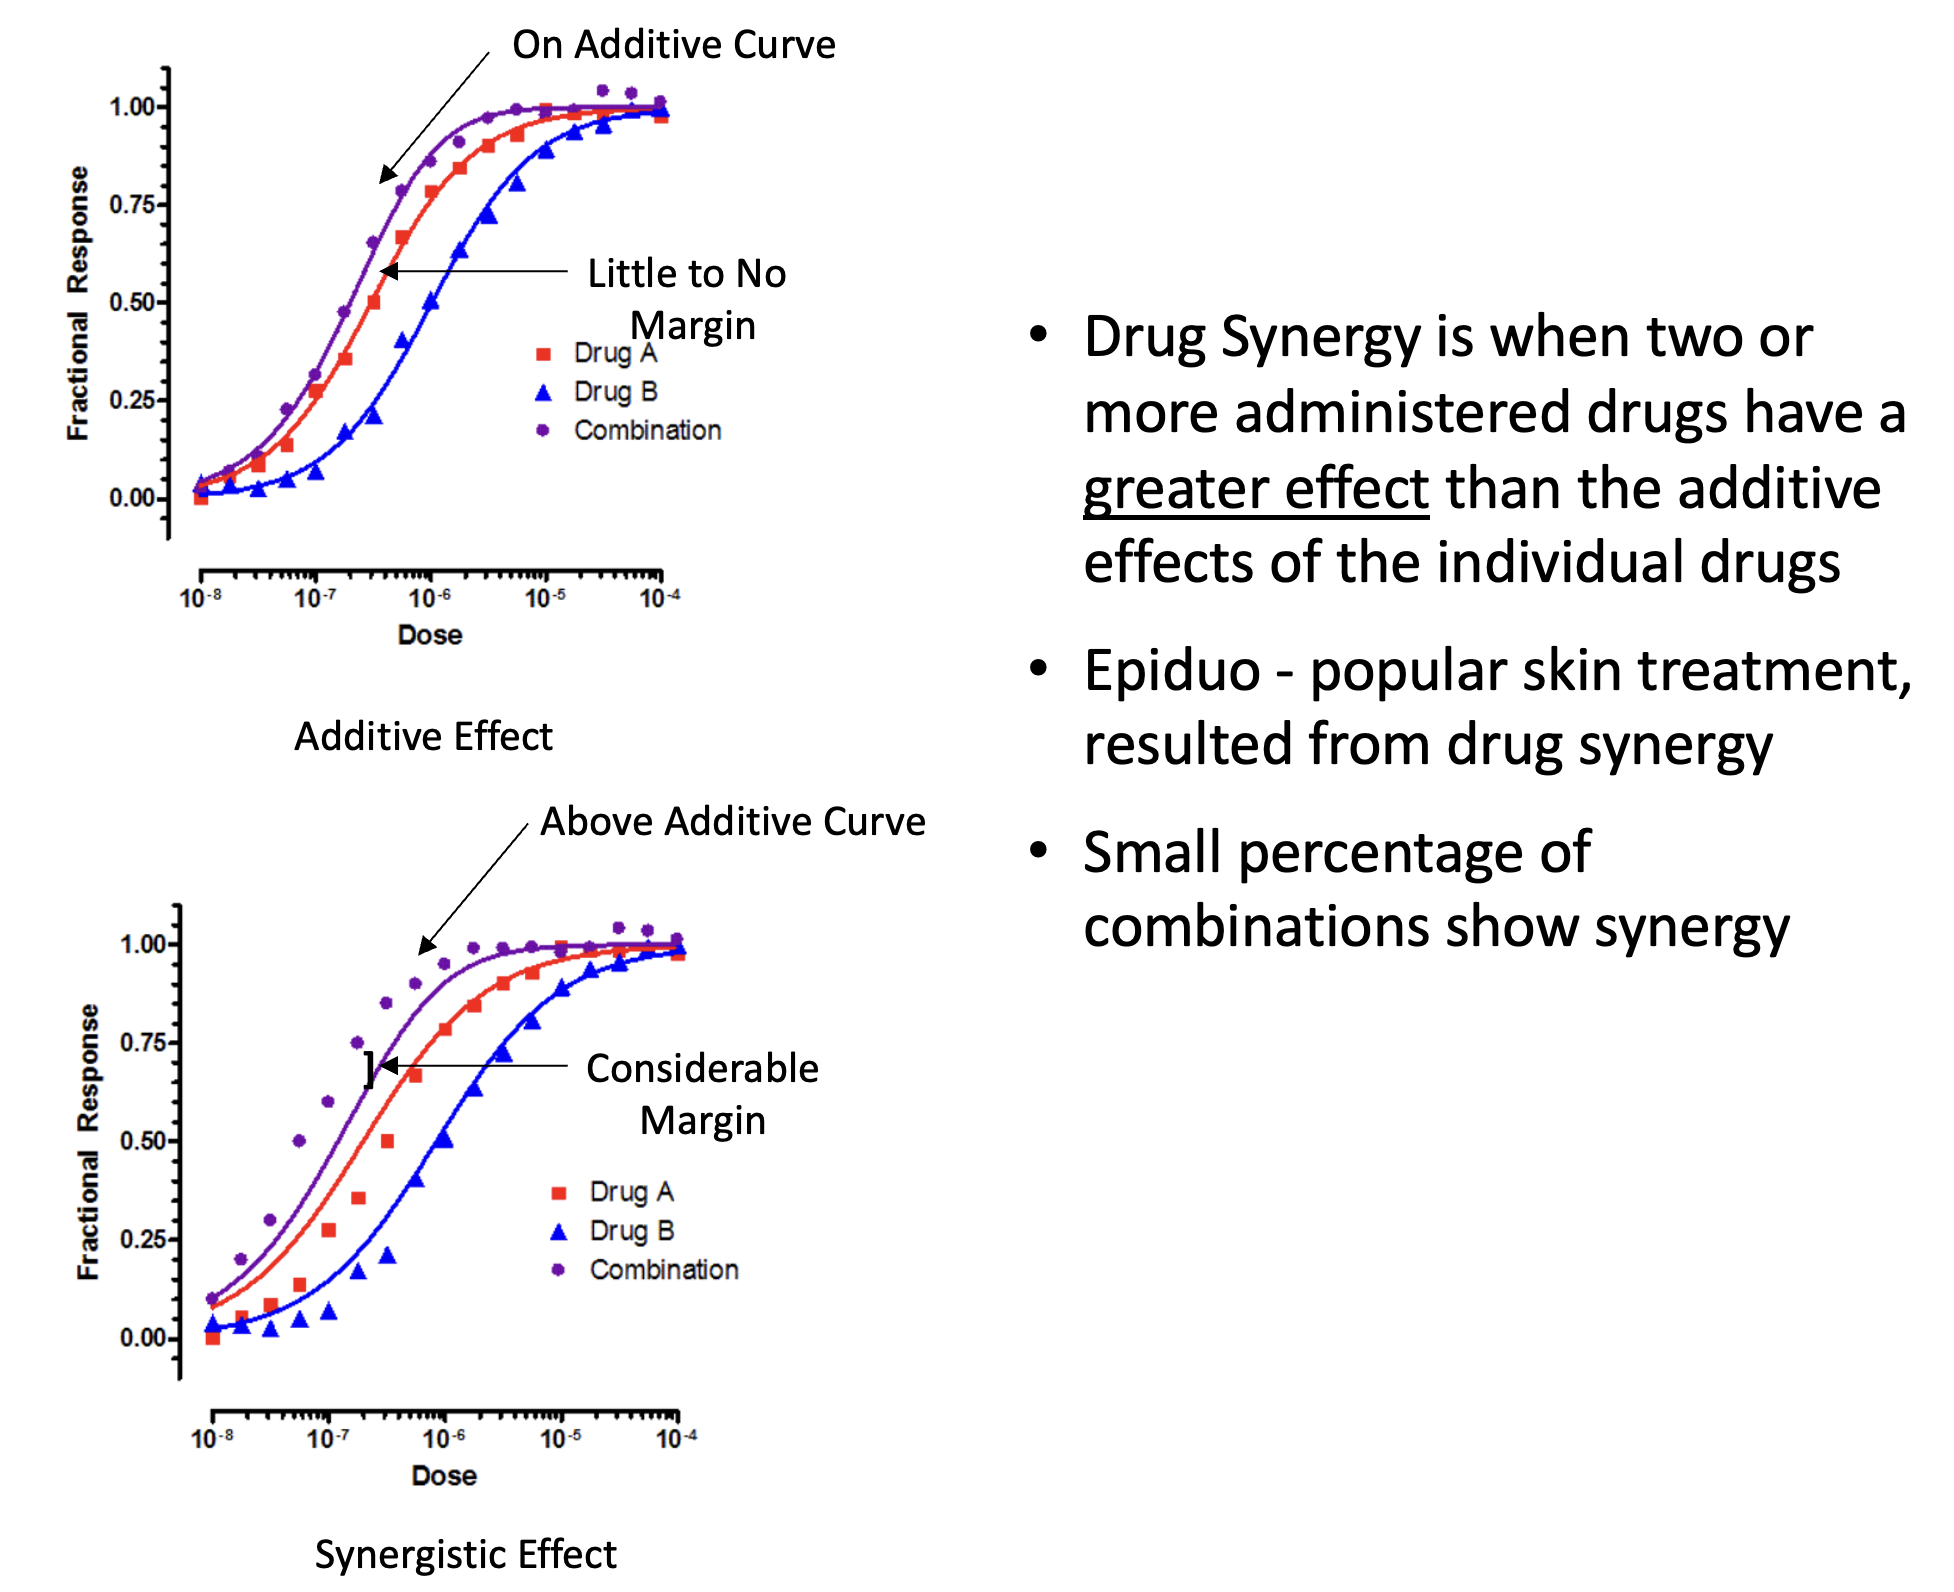 On Additive Curve
1.00
0.75
0.50
0.25
0.00
Fractional Response
Little to No
Margin
Drug A
Drug B
Combination
10-8 10-7 10-6 10-5 10-4
Dose
Additive Effect
Above Additive Curve
1.00
0.75
0.50
0.25
0.00
Fractional Response
Considerable
Margin
Drug A
Drug B
Combination
10-8 10-7 10-6 10-5 10-4
Dose
Synergistic Effect
• Drug Synergy is when two or
more administered drugs have a
greater effect than the additive
effects of the individual drugs
• Epiduo - popular skin treatment,
resulted from drug synergy
• Small percentage of
combinations show synergy